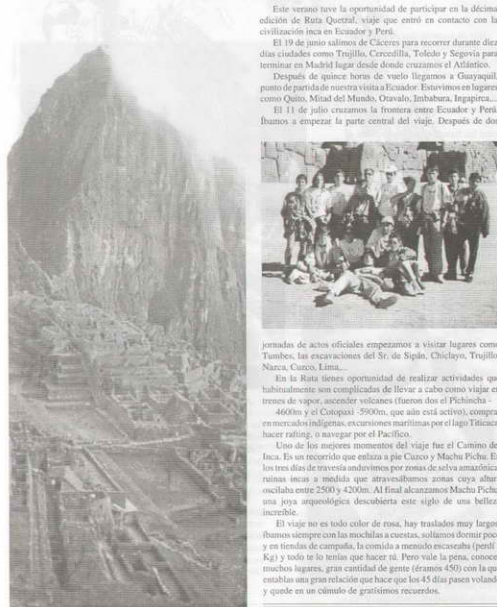 Este verano tuve la oportunidad de participar en la décima
edición de Ruta Quetzal, viaje que entró en contacto con la
civilización inca en Ecuador y Perú.
El 19 de junio salimos de Cáceres para recorrer durante diez
días ciudades como Trujillo, Cercedilla, Toledo y Segovia para
terminar en Madrid lugar desde donde cruzamos el Atlántico.
Después de quince horas de vuelo llegamos a Guayaquil,
punto de partida de nuestra visita a Ecuador. Estuvimos en lugares
como Quito, Mitad del Mundo, Otavalo, Imbabura, Ingapirca,...
El 11 de julio cruzamos la frontera entre Ecuador y Perú.
Íbamos a empezar la parte central del viaje. Después de dos
jornadas de actos oficiales empezamos a visitar lugares como
Tumbes, las excavaciones del Sr. de Sipán, Chiclayo, Trujillo,
Nazca, Cuzco, Lima,...
En la Ruta tienes oportunidad de realizar actividades que
habitualmente son complicadas de llevar a cabo como viajar en
trenes de vapor, ascender volcanes (fueron dos el Pichincha -
4600m y el Cotopaxi -5900m, que aún está activo), compra
en mercados indígenas, excursiones marítimas por el lago Titicaca,
hacer rafting, o navegar por el Pacífico.
Uno de los mejores momentos del viaje fue el Camino de
Inca. Es un recorrido que enlaza a pie Cuzco y Machu Pichu. En
los tres días de travesía anduvimos por zonas de selva amazónica,
ruinas incas a medida que atravesábamos zonas cuya altura
oscilaba entre 2500 y 4200m. Al final alcanzamos Machu Pichu,
una joya arqueológica descubierta este siglo de una belleza
increíble.
El viaje no es todo color de rosa, hay traslados muy largos,
íbamos siempre con las mochilas a cuestas, solíamos dormir poco
y en tiendas de campaña, la comida a menudo escaseaba (perdí
Kg) y todo te lo tenías que hacer tú. Pero vale la pena, conoces
muchos lugares, gran cantidad de gente (éramos 450) con la que
entablas una gran relación que hace que los 45 días pasen volando
y quede en un cúmulo de gratísimos recuerdos.